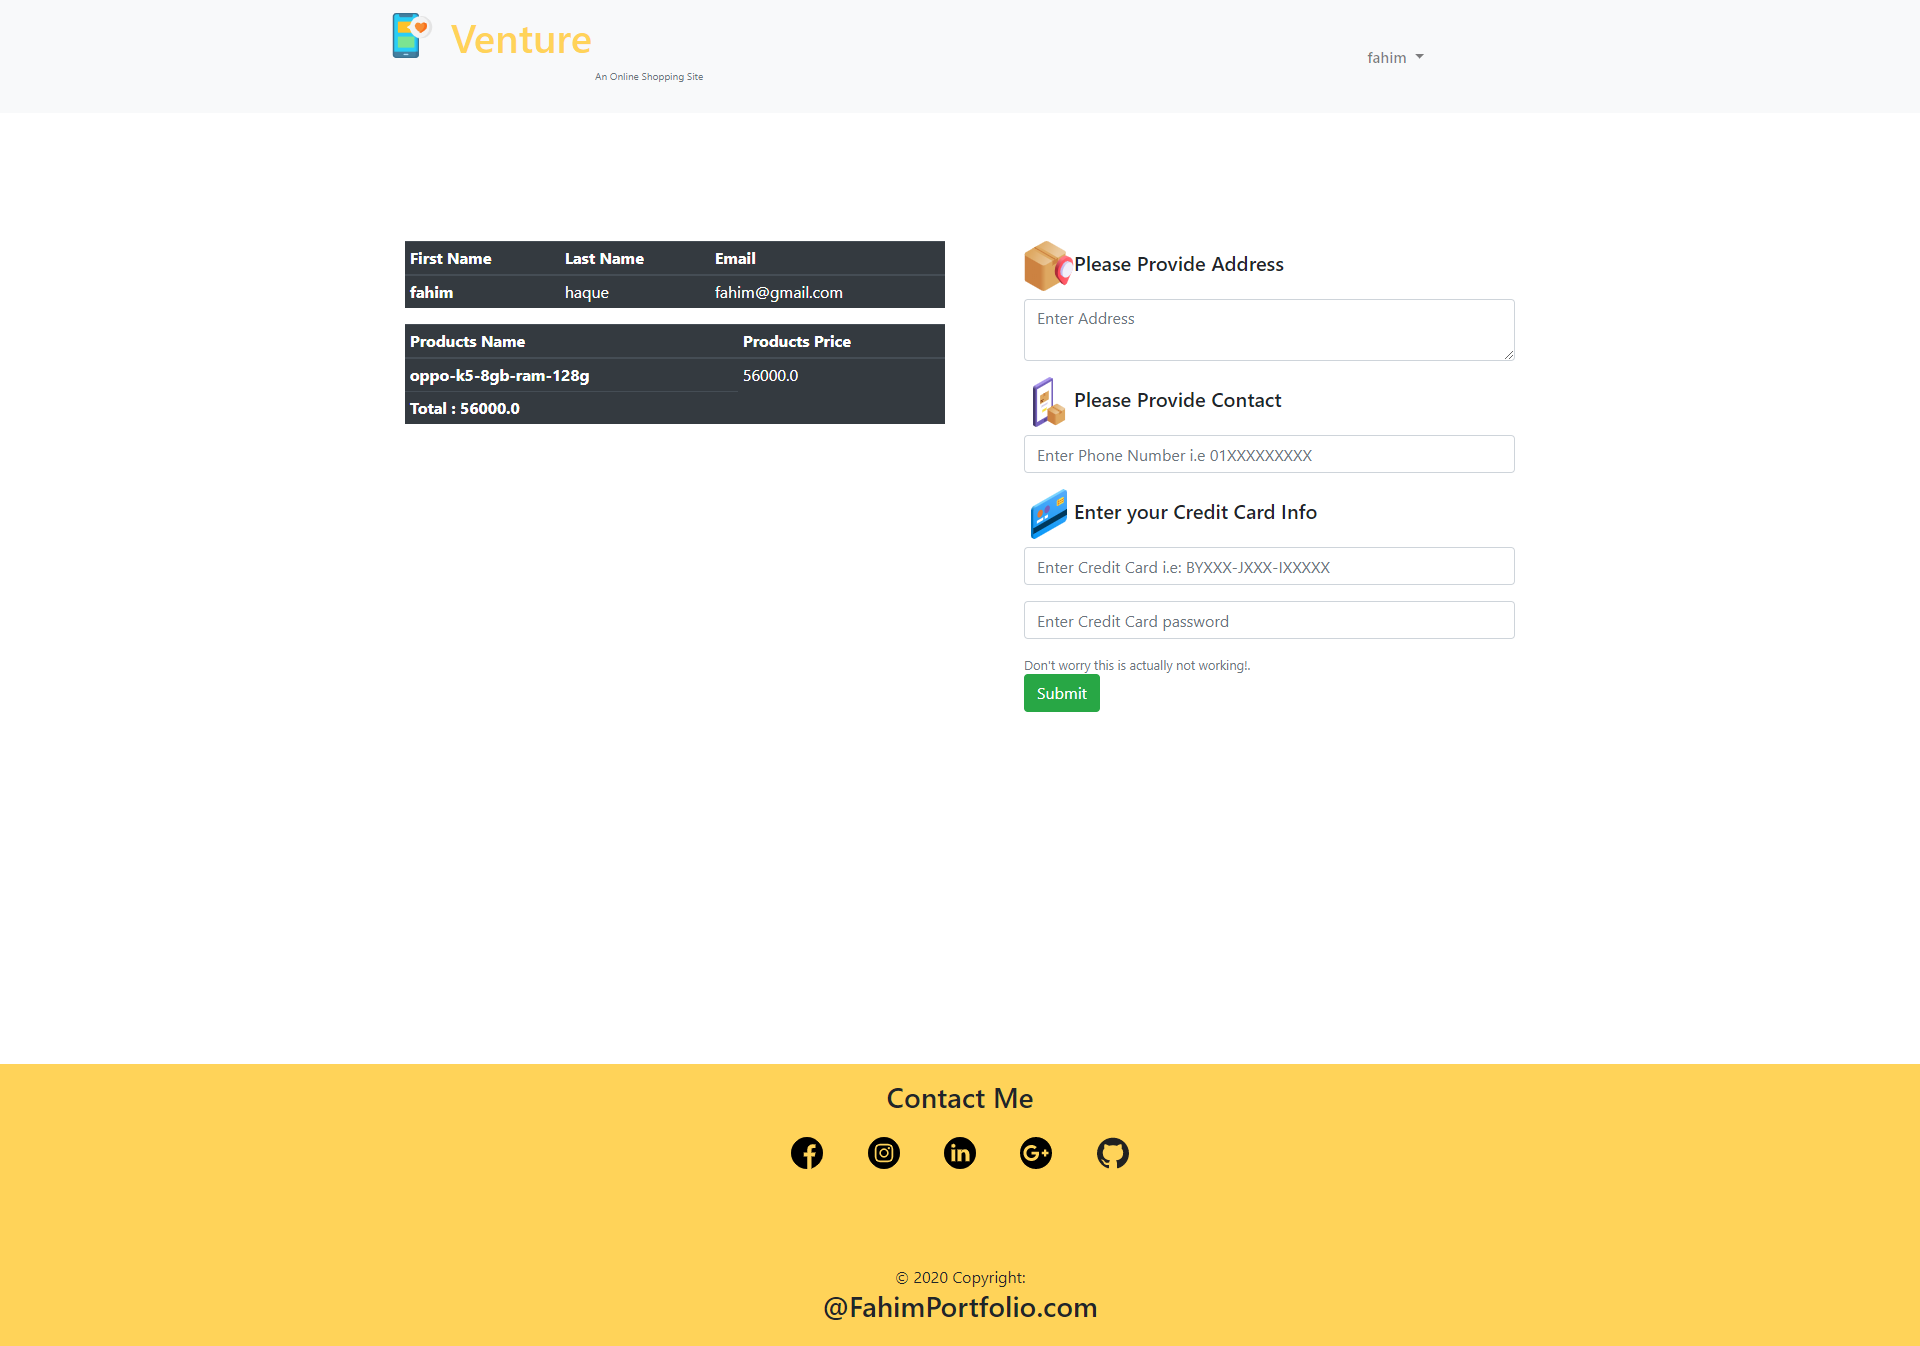 Venture
An Online Shopping Site
fahim
First Name Last Name Email
fahim haque fahim@gmail.com
Products Name Products Price
oppo-k5-8gb-ram-128g 56000.0
Total : 56000.0
Please Provide Address
Enter Address
Please Provide Contact
Enter Phone Number i.e 01XXXXXXXXX
Enter your Credit Card Info
Enter Credit Card i.e: BYXXX-JXXX-IXXXXX
Enter Credit Card password
Don't worry this is actually not working!.
Submit
Contact Me
© 2020 Copyright:
@FahimPortfolio.com